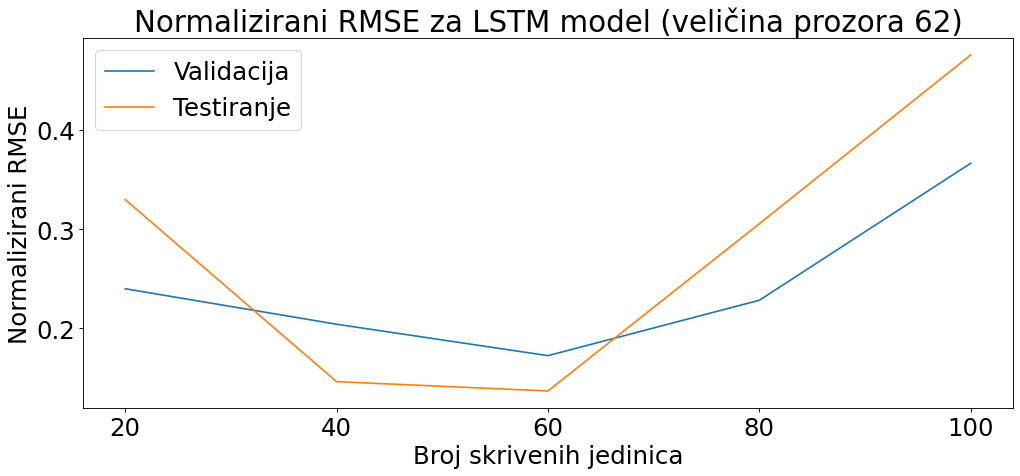 Normalizirani RMSE za LSTM model (veličina prozora 62)
Validacija
Testiranje
Normalizirani RMSE
0.4
0.3
0.2
20 40 60 80 100
Broj skrivenih jedinica